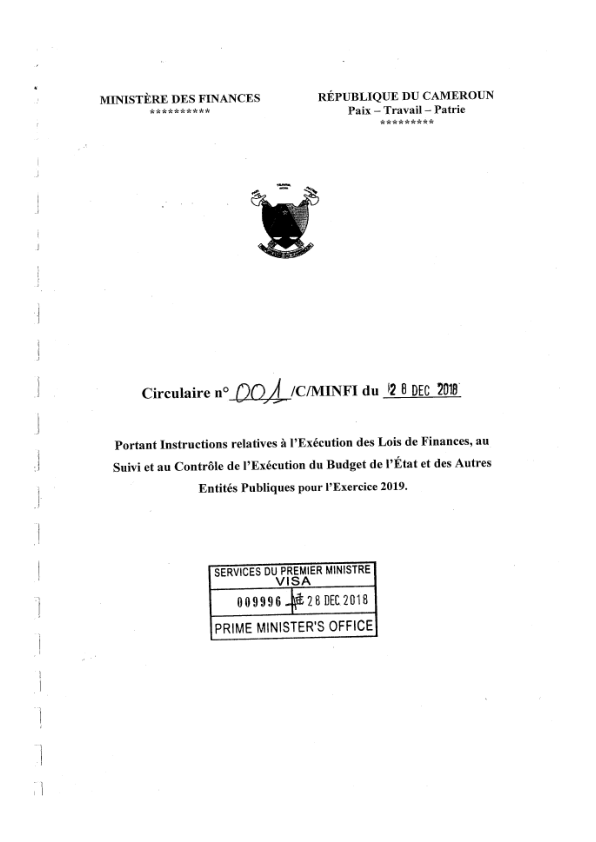 MINISTÈRE DES FINANCES
**********
RÉPUBLIQUE DU CAMEROUN
Paix – Travail – Patrie
*********
Circulaire n° 001 /C/MINFI du 28 DEC 2018
Portant Instructions relatives à l'Exécution des Lois de Finances, au
Suivi et au Contrôle de l'Exécution du Budget de l'État et des Autres
Entités Publiques pour l'Exercice 2019.
SERVICES DU PREMIER MINISTRE
VISA
009996 28 DEC 2018
PRIME MINISTER'S OFFICE